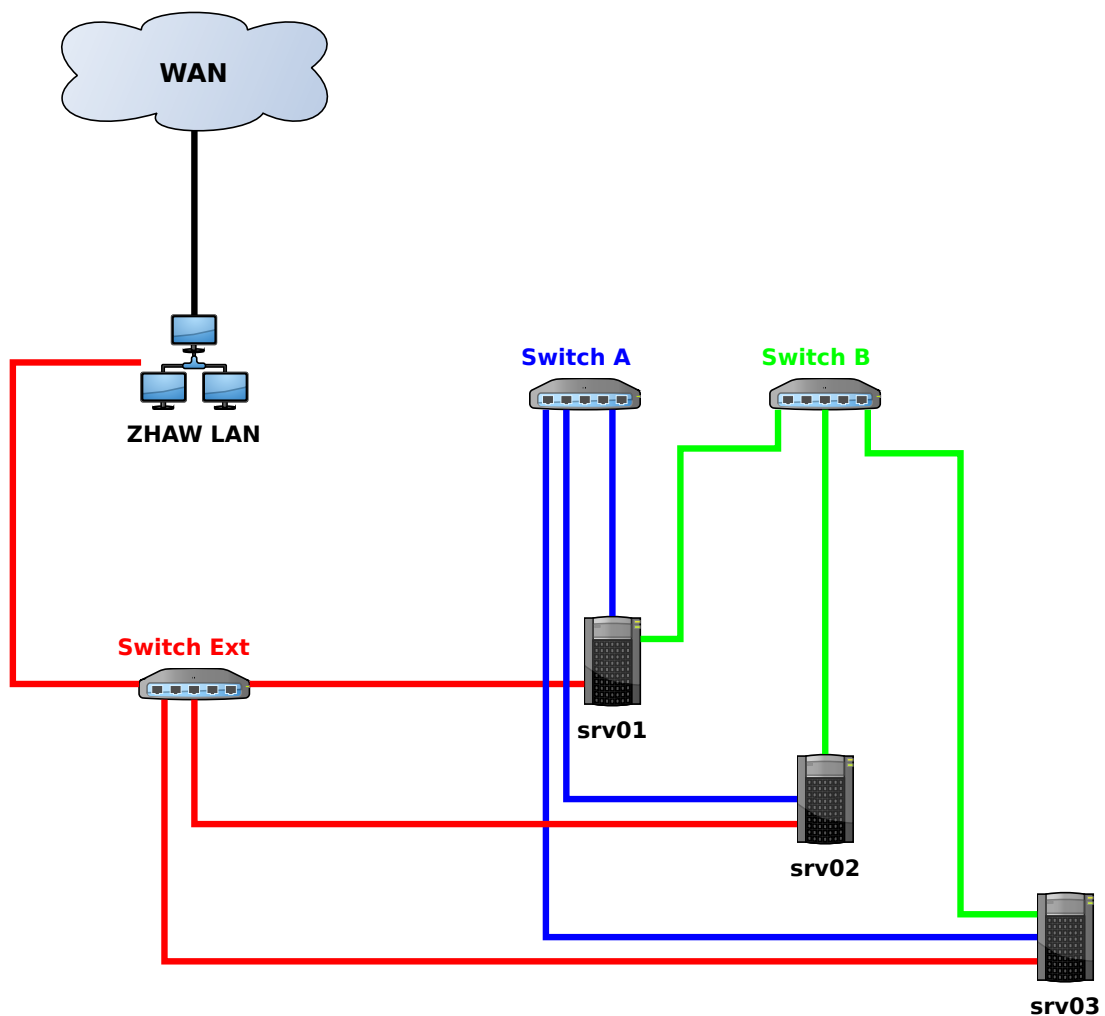 WAN
Switch A
Switch B
ZHAW LAN
Switch Ext
srv01
srv02
srv03